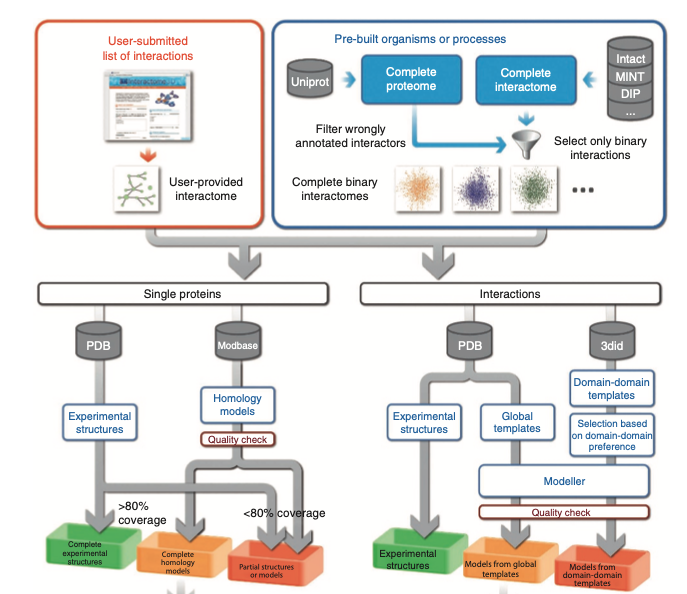 User-submitted
list of interactions
Pre-built organisms or processes
Uniprot
Complete
proteome
Complete
interactome
Intact
MINT
DIP
...
Filter wrongly
annotated interactors
Select only binary
interactions
User-provided
interactome
Complete binary
interactomes
Single proteins
Interactions
PDB
Modbase
PDB
3did
Experimental
structures
Homology
models
Quality check
Experimental
structures
Global
templates
Domain-domain
templates
Selection based
on domain-domain
preference
Modeller
Quality check
>80%
coverage
<80% coverage
Complete
experimental
structures
Complete
homology
models
Partial structures
or models
Experimental
structures
Models from global
templates
Models from
domain-domain
templates